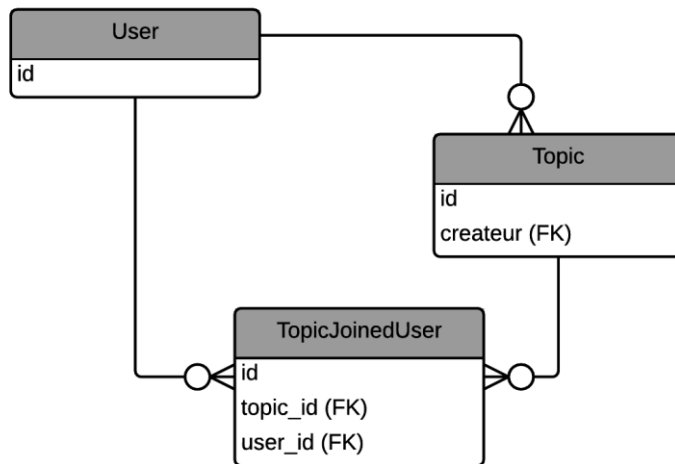 User
id
Topic
id
createur (FK)
TopicJoinedUser
id
topic_id (FK)
user_id (FK)